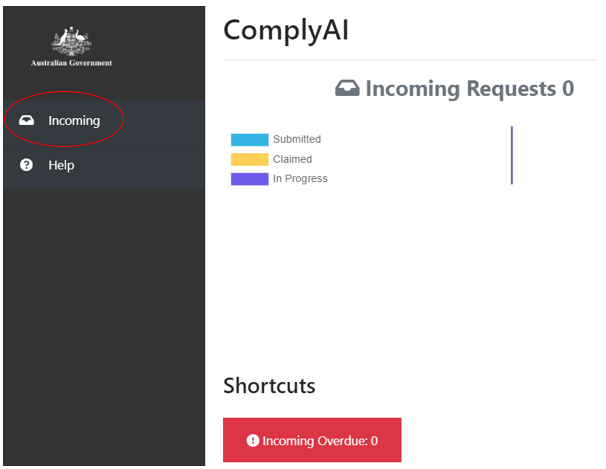 ComplyAI
Australian Government
Incoming Requests 0
Incoming
Submitted
Claimed
Help
In Progress
Shortcuts
Incoming Overdue: 0